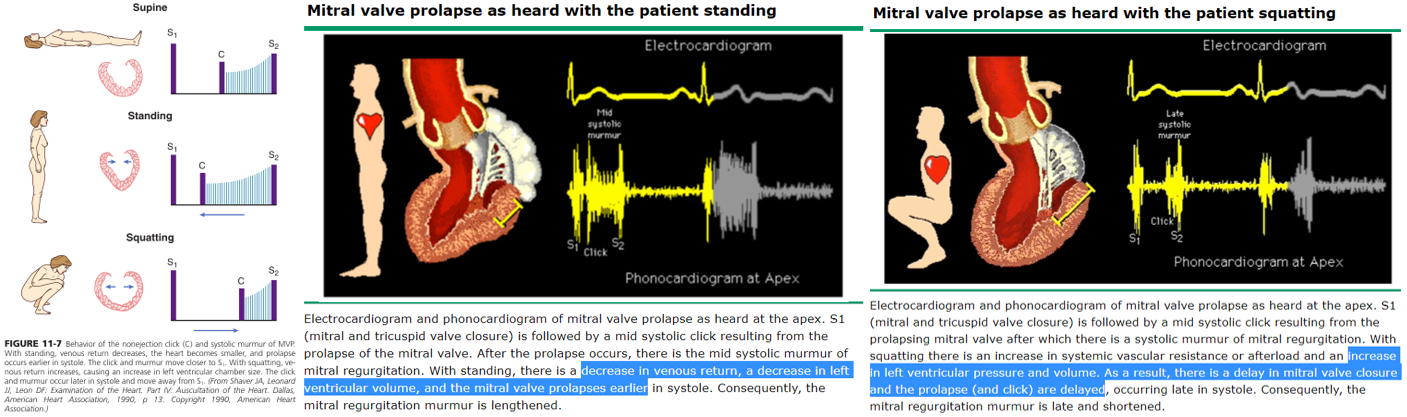 Supine
S1
C
S2
Standing
S1
C
S2
Squatting
S1
C
S2
FIGURE 11-7 Behavior of the nonejection click (C) and systolic murmur of MVP.
With standing, venous return decreases, the heart becomes smaller, and prolapse
occurs earlier in systole. The click and murmur move closer to S1. With squatting, ve-
nous return increases, causing an increase in left ventricular chamber size. The click
and murmur occur later in systole and move away from S1. (From Shaver JA, Leonard
JJ, Leon DF: Examination of the Heart. Part IV. Auscultation of the Heart. Dallas,
American Heart Association, 1990, p 13. Copyright 1990, American Heart
Association.)
Mitral valve prolapse as heard with the patient standing
Electrocardiogram
Mid
systolic
murmur
S1
Click
S2
Phonocardiogram at Apex
Electrocardiogram and phonocardiogram of mitral valve prolapse as heard at the apex. S1
(mitral and tricuspid valve closure) is followed by a mid systolic click resulting from the
prolapse of the mitral valve. After the prolapse occurs, there is the mid systolic murmur of
mitral regurgitation. With standing, there is a decrease in venous return, a decrease in left
ventricular volume, and the mitral valve prolapses earlier in systole. Consequently, the
mitral regurgitation murmur is lengthened.
Mitral valve prolapse as heard with the patient squatting
Electrocardiogram
Late
systolic
murmur
Click
S1
S2
Phonocardiogram at Apex
Electrocardiogram and phonocardiogram of mitral valve prolapse as heard at the apex. S1
(mitral and tricuspid valve closure) is followed by a mid systolic click resulting from the
prolapsing mitral valve after which there is a systolic murmur of mitral regurgitation. With
squatting there is an increase in systemic vascular resistance or afterload and an increase
in left ventricular pressure and volume. As a result, there is a delay in mitral valve closure
and the prolapse (and click) are delayed, occurring late in systole. Consequently, the
mitral regurgitation murmur is late and shortened.